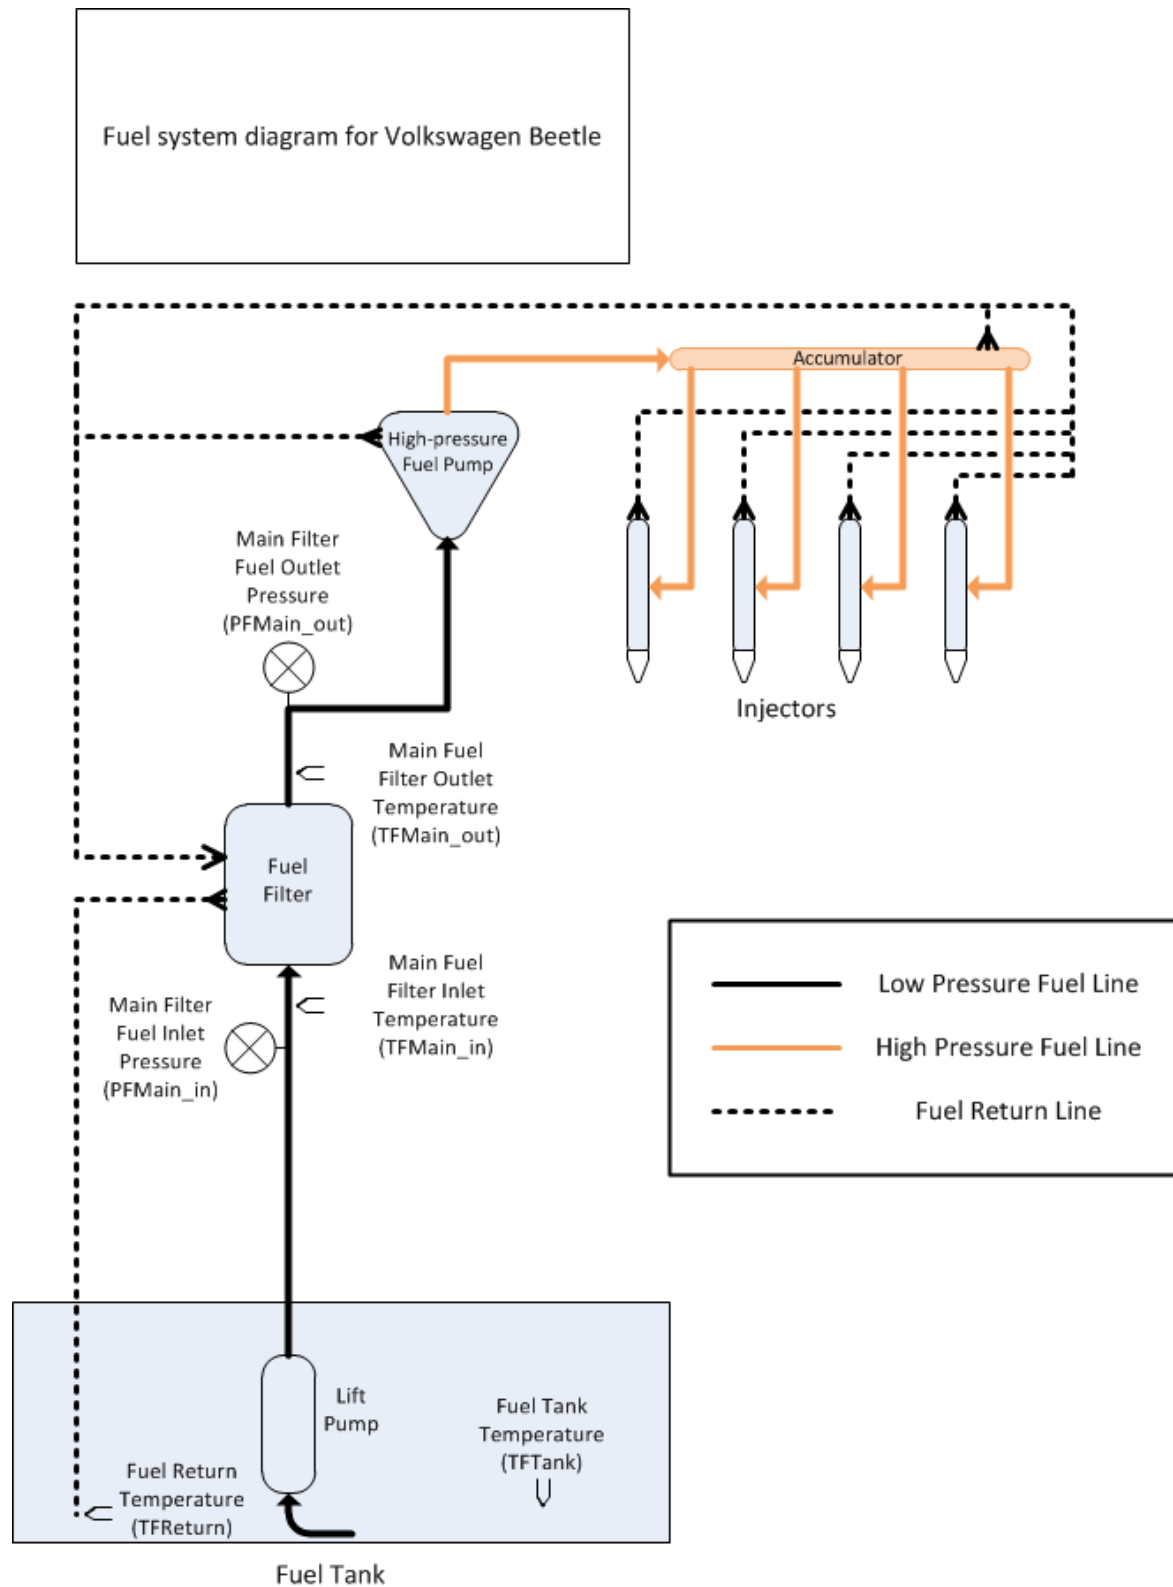 Fuel system diagram for Volkswagen Beetle
Accumulator
High-pressure
Fuel Pump
Main Filter
Fuel Outlet
Pressure
(PFMain_out)
Injectors
Main Fuel
Filter Outlet
Temperature
(TFMain_out)
Fuel
Filter
Main Fuel
Filter Inlet
Temperature
(TFMain_in)
Main Filter
Fuel Inlet
Pressure
(PFMain_in)
Low Pressure Fuel Line
High Pressure Fuel Line
Fuel Return Line
Lift
Pump
Fuel Tank
Temperature
(TFTank)
Fuel Return
Temperature
(TFReturn)
Fuel Tank